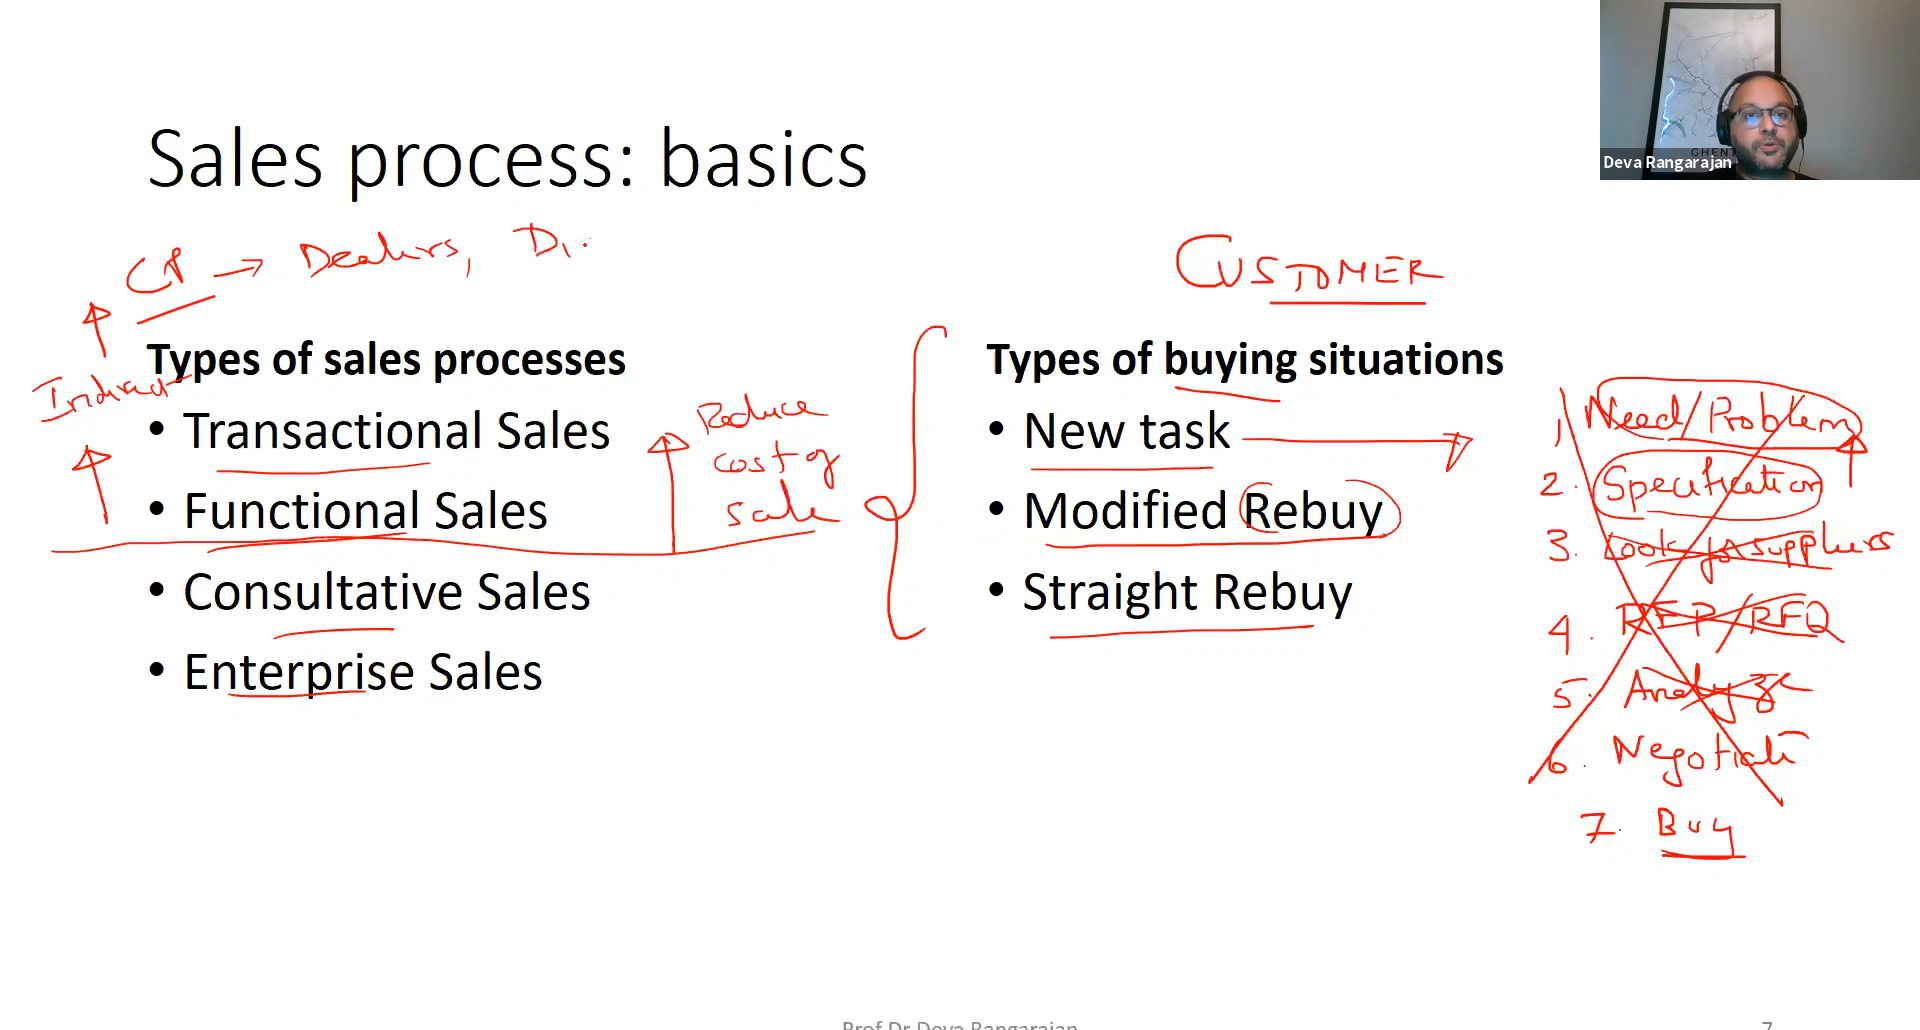 Sales process: basics
GHENT
Deva Rangarajan
CP → Dealers, Di
CUSTOMER
Indirect
Types of sales processes
• Transactional Sales
• Functional Sales
• Consultative Sales
• Enterprise Sales
Reduce
cost of
sale
Types of buying situations
• New task
• Modified Rebuy
• Straight Rebuy
1, Need/Problem
2. Specification
3. Look for suppliers
4. RFP/RFQ
5. Analyze
6. Negotiate
7. Buy
Prof Dr Deva Rangarajan
7